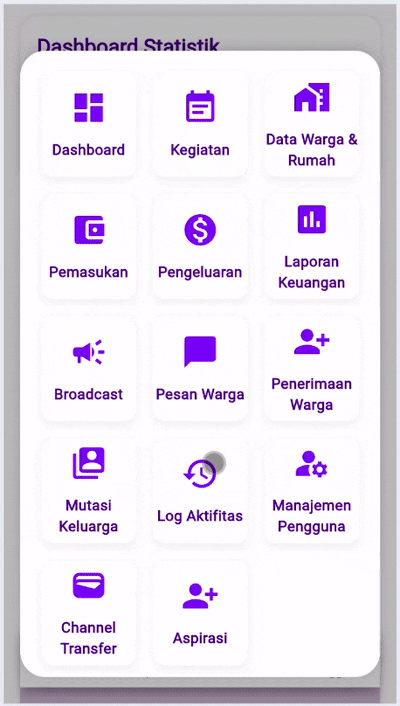 Dashboard Statistik
Dashboard
Kegiatan
Data Warga &
Rumah
Pemasukan
Pengeluaran
Laporan
Keuangan
Broadcast
Pesan Warga
Penerimaan
Warga
Mutasi
Keluarga
Log Aktifitas
Manajemen
Pengguna
Channel
Transfer
Aspirasi